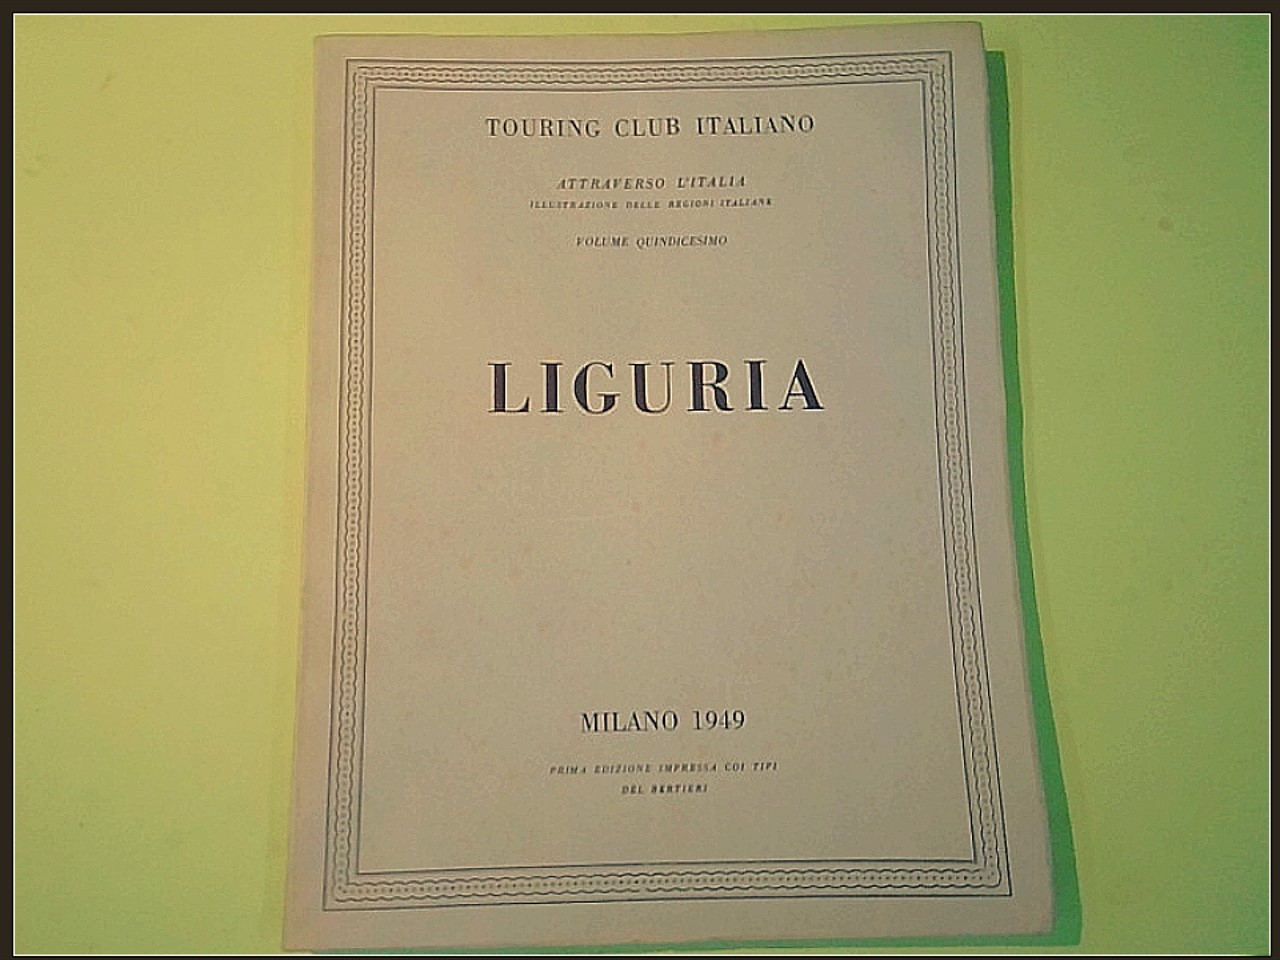 TOURING CLUB ITALIANO
ATTRAVERSO L'ITALIA
ILLUSTRAZIONE DELLE REGIONI ITALIANE
VOLUME QUINDICESIMO
LIGURIA
MILANO 1949
PRIMA EDIZIONE IMPRESSA COI TIPI
DEL BERTIERI